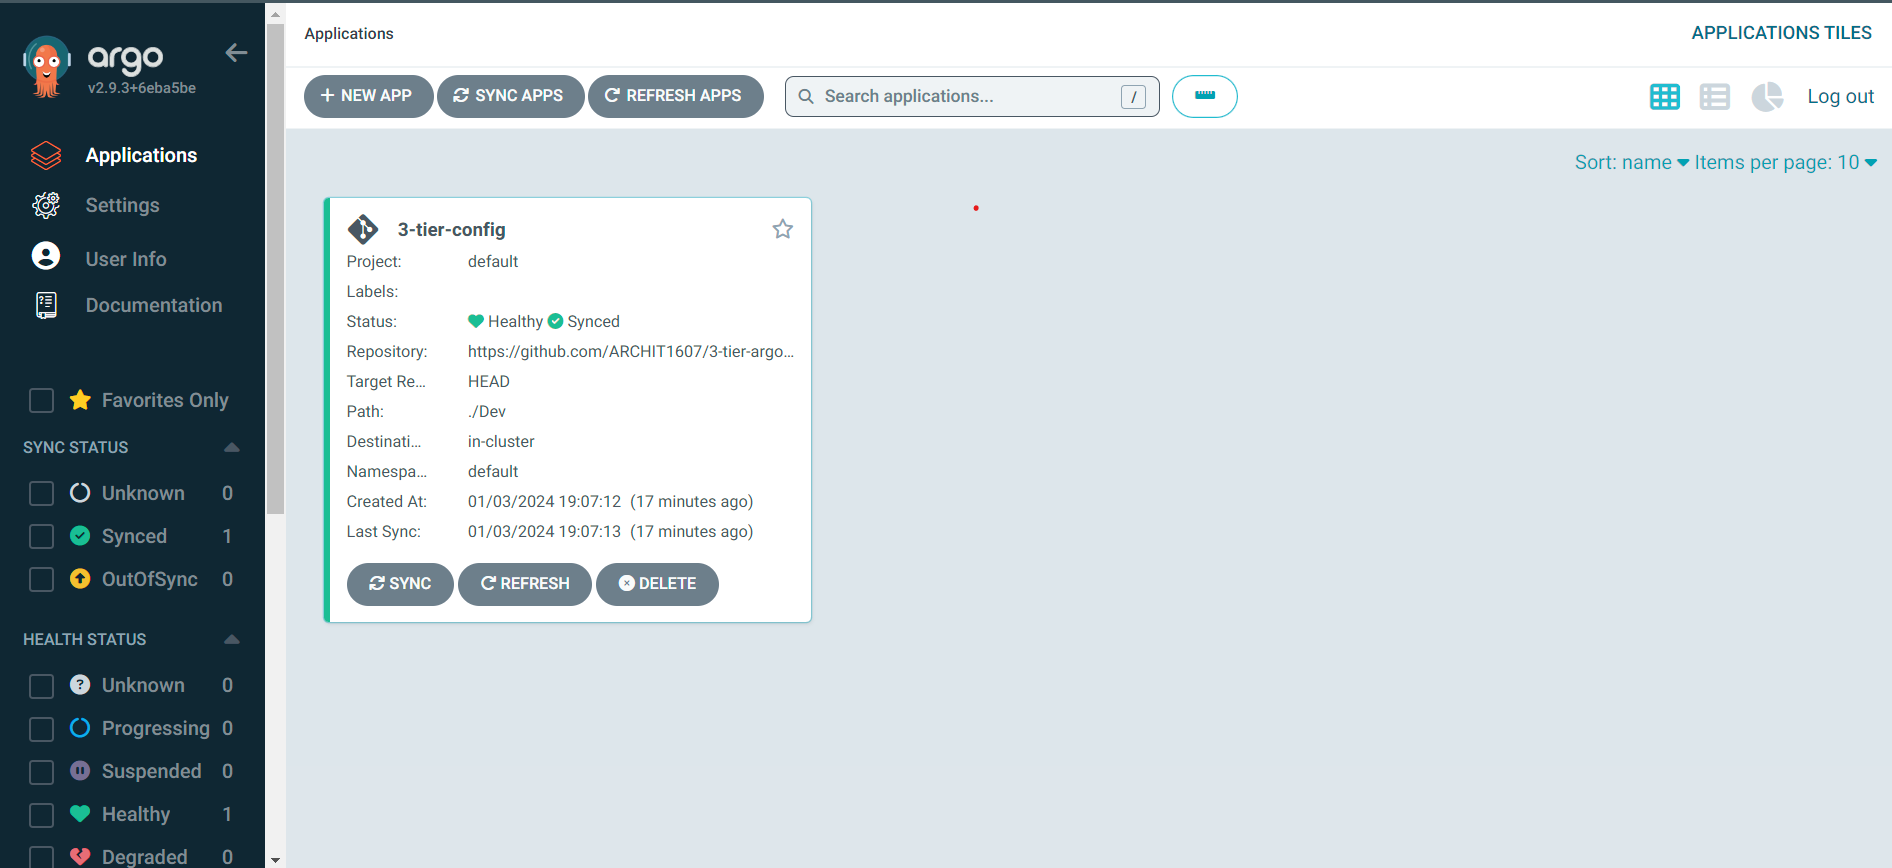 argo
v2.9.3+6eba5be
Applications
Settings
User Info
Documentation
Favorites Only
SYNC STATUS
Unknown 0
Synced 1
OutOfSync 0
HEALTH STATUS
Unknown 0
Progressing 0
Suspended 0
Healthy 1
Degraded 0
Applications
APPLICATIONS TILES
NEW APP SYNC APPS REFRESH APPS Search applications... / Log out
Sort: name Items per page: 10
3-tier-config
Project: default
Labels:
Status: Healthy Synced
Repository: https://github.com/ARCHIT1607/3-tier-argo...
Target Re... HEAD
Path: ./Dev
Destinati... in-cluster
Namespa... default
Created At: 01/03/2024 19:07:12 (17 minutes ago)
Last Sync: 01/03/2024 19:07:13 (17 minutes ago)
SYNC REFRESH DELETE